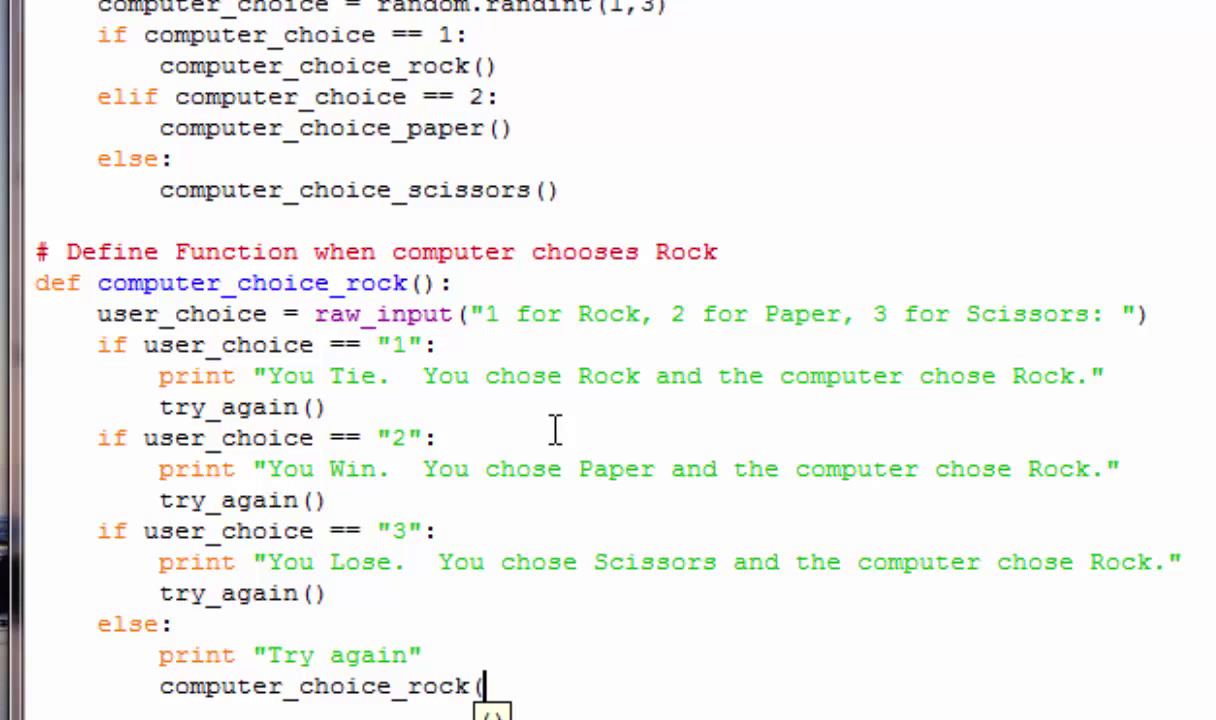 computer_choice = random.randint(1,3)
    if computer_choice == 1:
        computer_choice_rock()
    elif computer_choice == 2:
        computer_choice_paper()
    else:
        computer_choice_scissors()
# Define Function when computer chooses Rock
def computer_choice_rock():
    user_choice = raw_input("1 for Rock, 2 for Paper, 3 for Scissors: ")
    if user_choice == "1":
        print "You Tie.  You chose Rock and the computer chose Rock."
        try_again()
    if user_choice == "2":
        print "You Win.  You chose Paper and the computer chose Rock."
        try_again()
    if user_choice == "3":
        print "You Lose.  You chose Scissors and the computer chose Rock."
        try_again()
    else:
        print "Try again"
        computer_choice_rock(
()